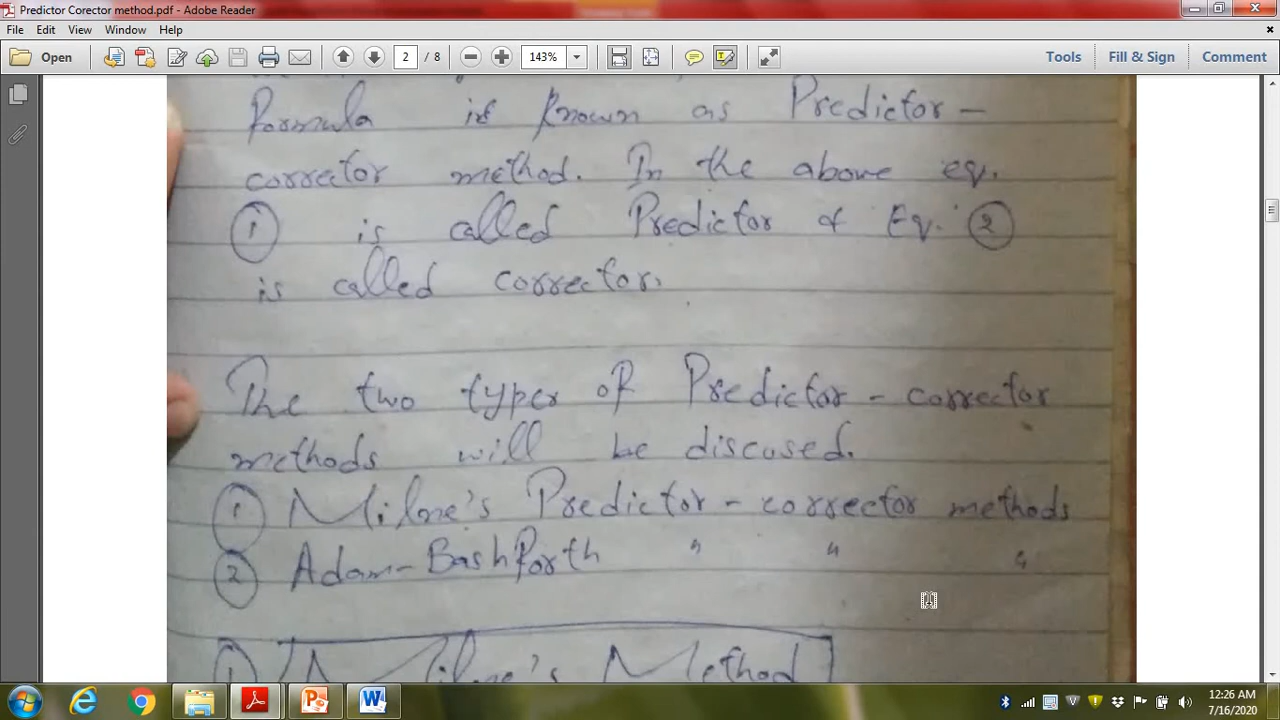 Predictor Corector method.pdf - Adobe Reader
File Edit View Window Help
Open 2 / 8 143% Tools Fill & Sign Comment
Formula is known as Predictor -
corrector method. In the above eq.
① is called Predictor & Eq. ②
is called corrector.
The two types of Predictor - corrector
methods will be discused.
① Milne's Predictor - corrector methods
② Adam - Bashforth " " "
① Milne's Method
12:26 AM
7/16/2020